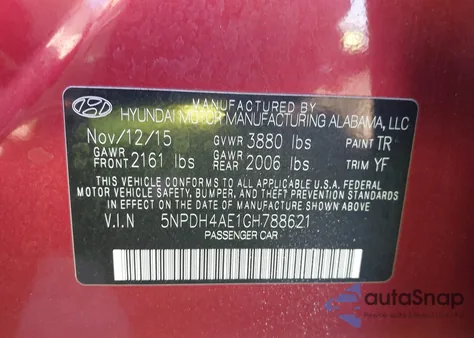 MANUFACTURED BY
HYUNDAI MOTOR MANUFACTURING ALABAMA, LLC
Nov/12/15 GVWR 3880 lbs PAINT TR
GAWR FRONT 2161 lbs GAWR REAR 2006 lbs TRIM YF
THIS VEHICLE CONFORMS TO ALL APPLICABLE U.S.A. FEDERAL
MOTOR VEHICLE SAFETY, BUMPER, AND THEFT PREVENTION STANDARDS
IN EFFECT ON THE DATE OF MANUFACTURE SHOWN ABOVE.
V.I.N 5NPDH4AE1GH788621
PASSENGER CAR
autoSnap